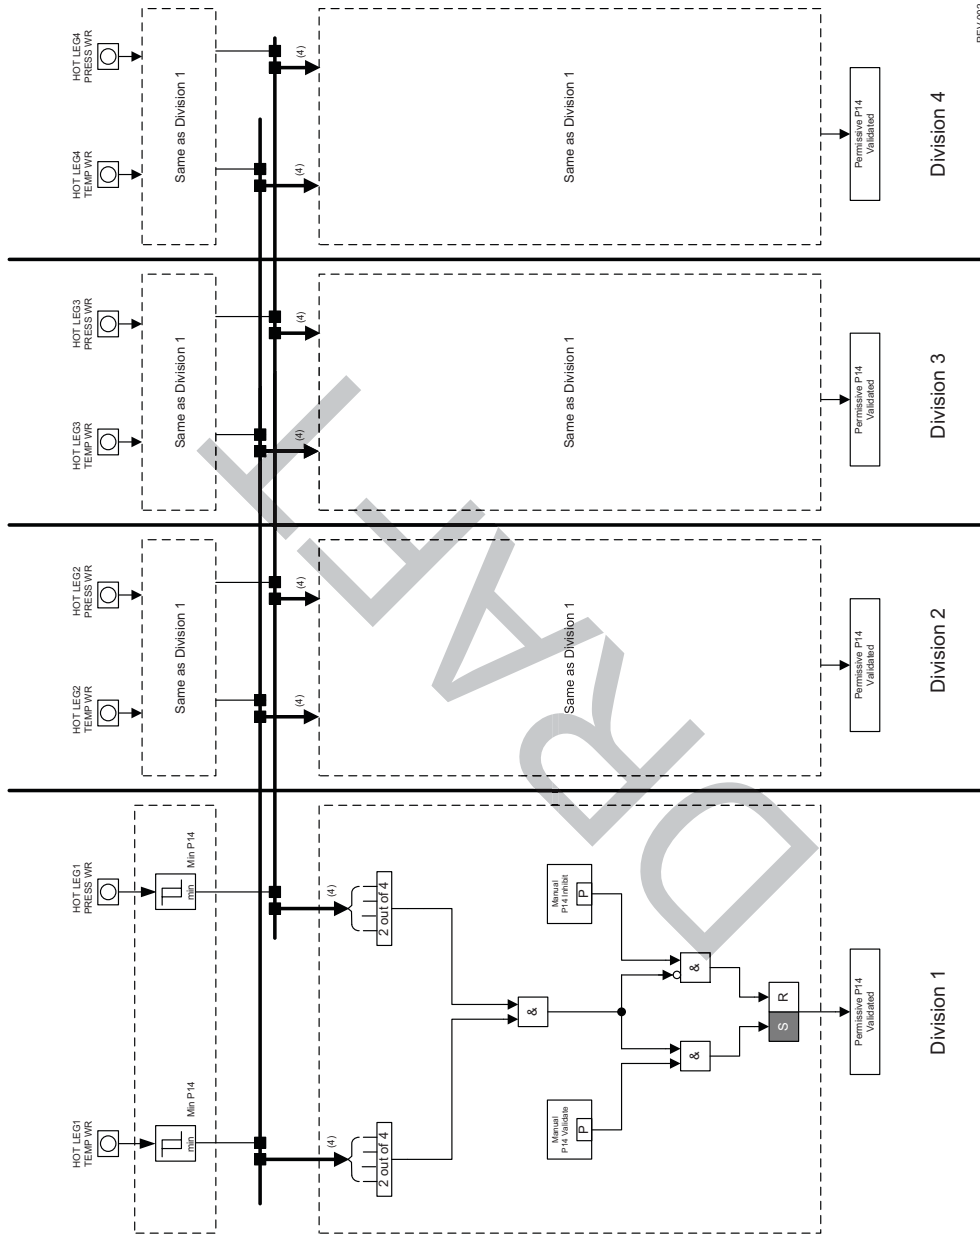 HOT LEG1
TEMP WR
HOT LEG1
PRESS WR
HOT LEG2
TEMP WR
HOT LEG2
PRESS WR
HOT LEG3
TEMP WR
HOT LEG3
PRESS WR
HOT LEG4
TEMP WR
HOT LEG4
PRESS WR
min
Min P14
min
Min P14
Same as Division 1
Same as Division 1
Same as Division 1
(4)
(4)
(4)
(4)
(4)
(4)
(4)
(4)
2 out of 4
2 out of 4
&
Manual
P14 Validate
P
Manual
P14 Inhibit
P
&
&
S
R
Same as Division 1
Same as Division 1
Same as Division 1
Permissive P14
Validated
Permissive P14
Validated
Permissive P14
Validated
Permissive P14
Validated
Division 1
Division 2
Division 3
Division 4
DRAFT